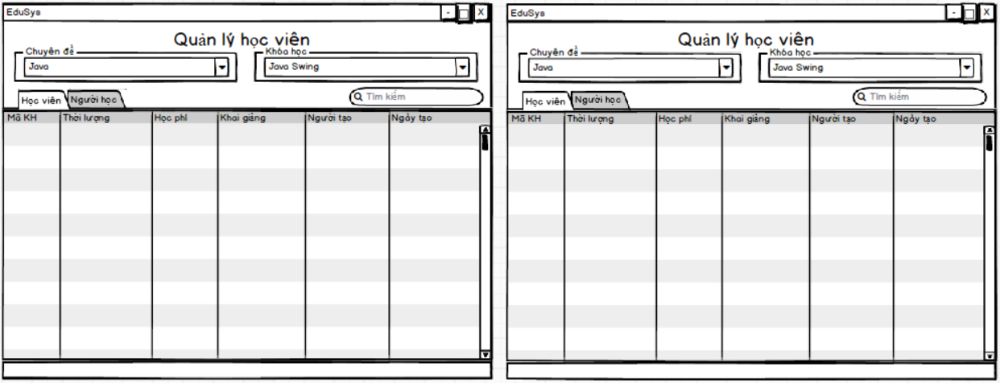 EduSys
Quản lý học viên
Chuyên đề
Khóa học
Java
Java Swing
Học viên
Người học
Tìm kiếm
Mã KH
Thời lượng
Học phí
Khai giảng
Người tạo
Ngày tạo
EduSys
Quản lý học viên
Chuyên đề
Khóa học
Java
Java Swing
Học viên
Người học
Tìm kiếm
Mã KH
Thời lượng
Học phí
Khai giảng
Người tạo
Ngày tạo